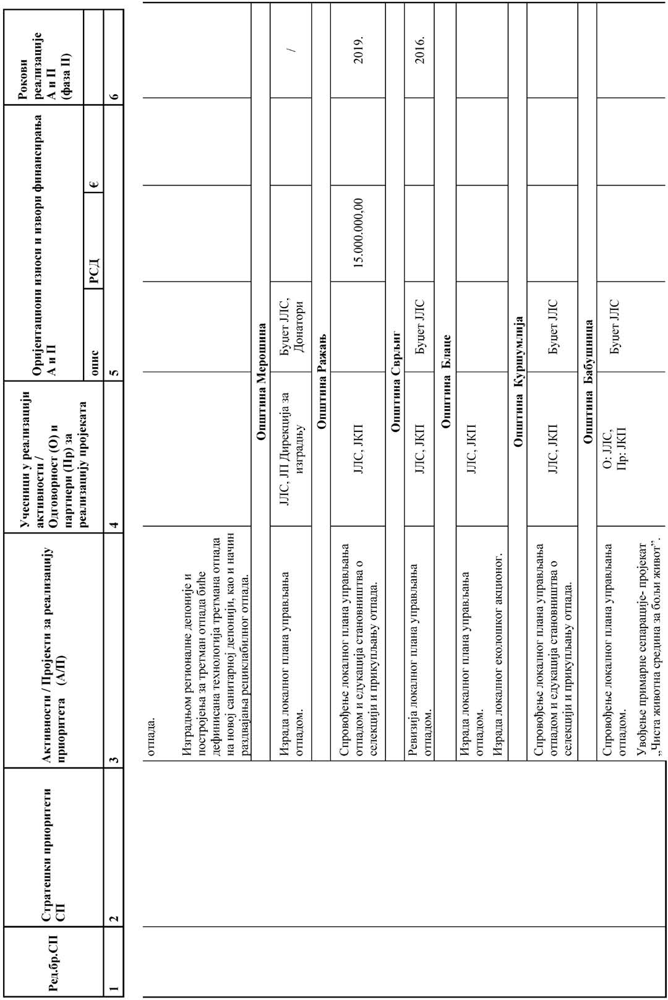 Ред.бр.СП
Стратешки приоритети
СП
Активности / Пројекти за реализацију
приоритета (А/П)
Учесници у реализацији
активности /
Одговорност (О) и
партнери (Пр) за
реализацију пројеката
Оријентациони износи и извори финансирања
А и П
опис
РСД
€
Рокови
реализације
А и П
(фаза II)
1
2
3
4
5
6
отпада.
Изградњом регионалне депоније и
постројења за третман отпада биће
дефинисана технологија третмана отпада
на новој санитарној депонији, као и начин
раздвајања рециклабилног отпада.
Општина Мерошина
Израда локалног плана управљања
отпадом.
ЈЛС, ЈП Дирекција за
изградњу
Буџет ЈЛС,
Донатори
/
Општина Ражањ
Спровођење локалног плана управљања
отпадом и едукација становништва о
селекцији и прикупљању отпада.
ЈЛС, ЈКП
15.000.000,00
2019.
Општина Сврљиг
Ревизија локалног плана управљања
отпадом.
ЈЛС, ЈКП
Буџет ЈЛС
2016.
Општина Блаце
Израда локалног плана управљања
отпадом.
Израда локалног еколошког акционог.
ЈЛС, ЈКП
Општина Куршумлија
Спровођење локалног плана управљања
отпадом и едукација становништва о
селекцији и прикупљању отпада.
ЈЛС, ЈКП
Буџет ЈЛС
Општина Бабушница
Спровођење локалног плана управљања
отпадом.
Увођење примарне сепарације- пројекат
„Чиста животна средина за бољи живот”.
О: ЈЛС,
Пр: ЈКП
Буџет ЈЛС